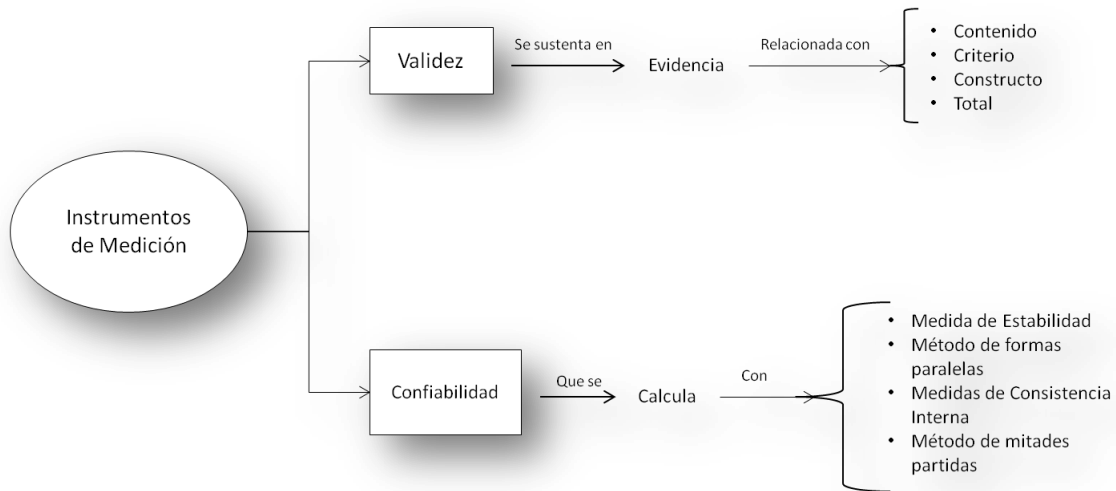 Instrumentos
de Medición
Validez
Se sustenta en
Evidencia
Relacionada con
• Contenido
• Criterio
• Constructo
• Total
Confiabilidad
Que se
Calcula
Con
• Medida de Estabilidad
• Método de formas
paralelas
• Medidas de Consistencia
Interna
• Método de mitades
partidas